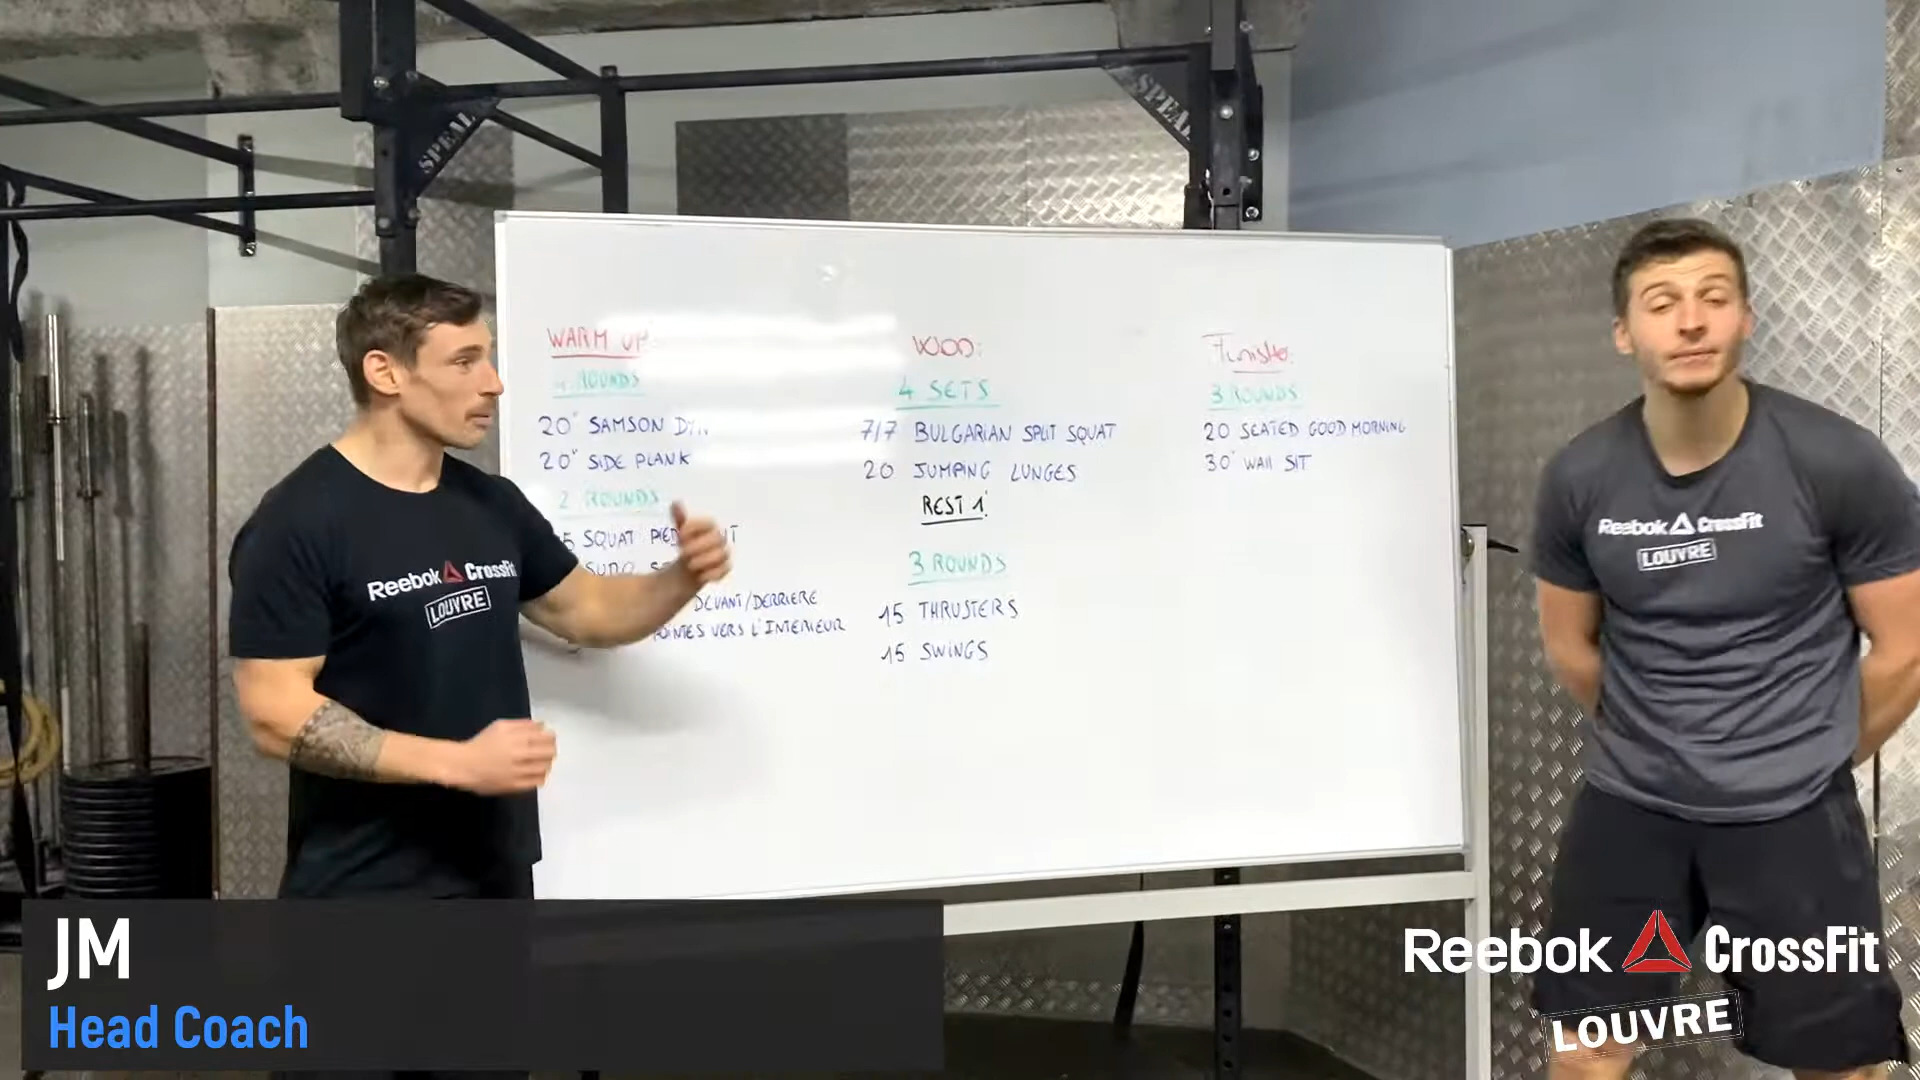 SPEAL
SPEAL
WARM UP:
ROUNDS
20" SAMSON
20" SIDE PLANK
2 ROUNDS
SQUAT
SUMO
DEVANT/DERRIERE
POINTES VERS L'INTERIEUR
WOD:
4 SETS
7/7 BULGARIAN SPLIT SQUAT
20 JUMPING LUNGES
REST 1'
3 ROUNDS
15 THRUSTERS
15 SWINGS
Finisher:
3 ROUNDS
20 SEATED GOOD MORNING
30" WALL SIT
Reebok CrossFit
LOUVRE
Reebok CrossFit
LOUVRE
JM
Head Coach
Reebok CrossFit
LOUVRE